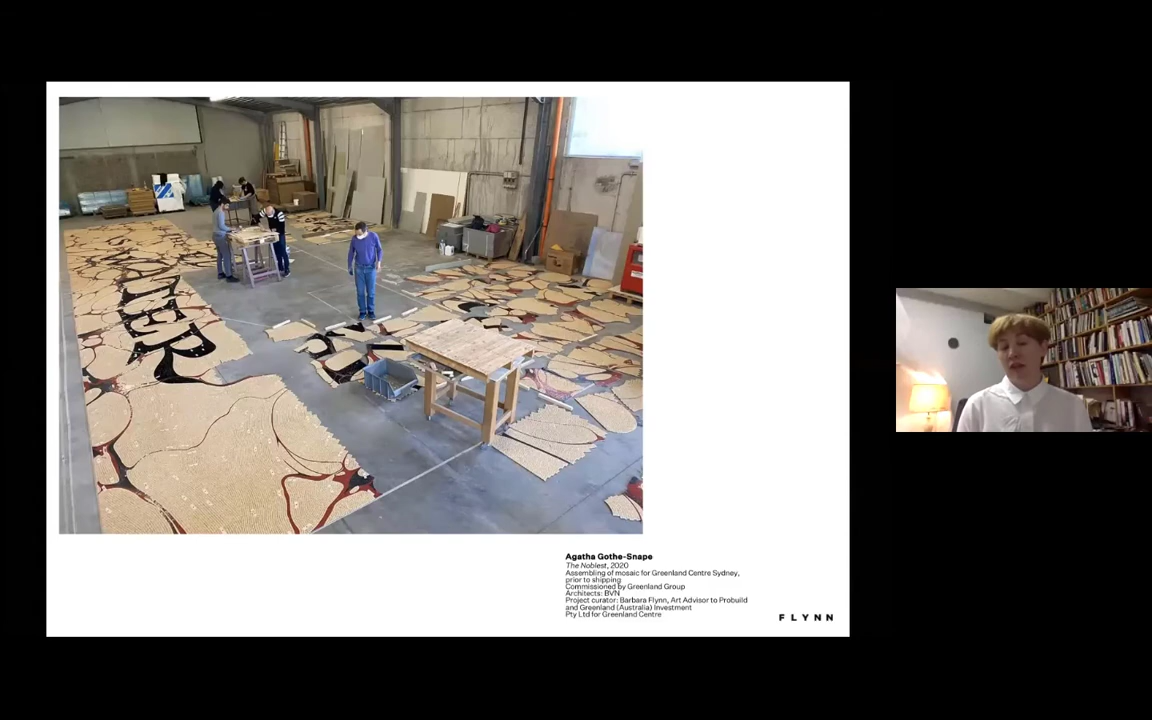 WATER
Agatha Gothe-Snape
The Noblest, 2020
Assembling of mosaic for Greenland Centre Sydney,
prior to shipping
Commissioned by Greenland Group
Architects: BVN
Project curator: Barbara Flynn, Art Advisor to Probuild
and Greenland (Australia) Investment
Pty Ltd for Greenland Centre
FLYNN